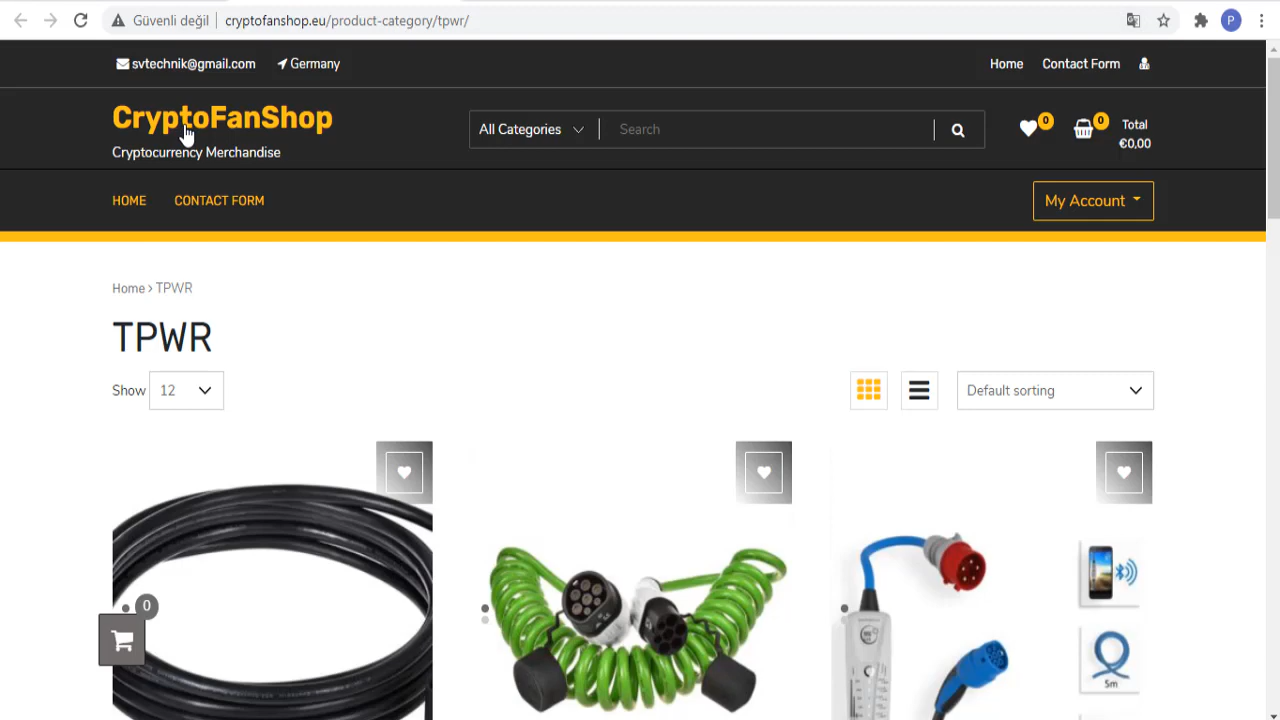 Güvenli değil cryptofanshop.eu/product-category/tpwr/ P
svtechnik@gmail.com Germany Home Contact Form
CryptoFanShop
Cryptocurrency Merchandise
All Categories Search 0 0 Total
€0,00
HOME CONTACT FORM My Account
Home › TPWR
TPWR
Show 12 Default sorting
5m
0